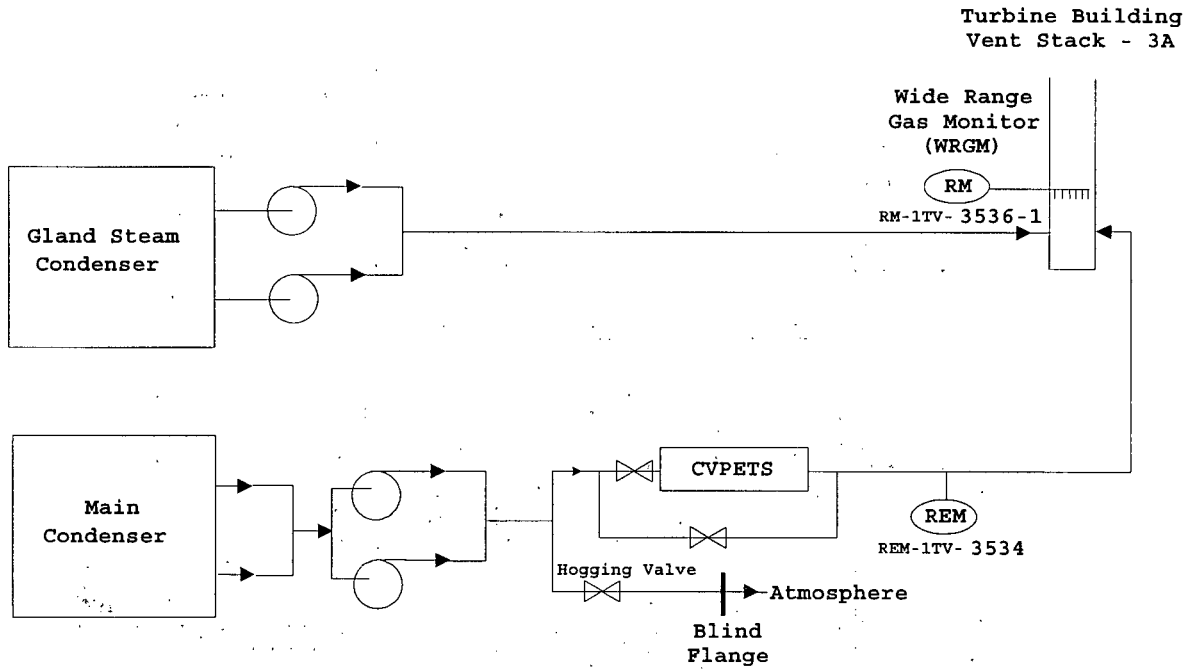 Turbine Building
Vent Stack - 3A
Wide Range
Gas Monitor
(WRGM)
RM
RM-1TV- 3536-1
Gland Steam
Condenser
Main
Condenser
CVPETS
REM
REM-1TV- 3534
Hogging Valve
Atmosphere
Blind
Flange